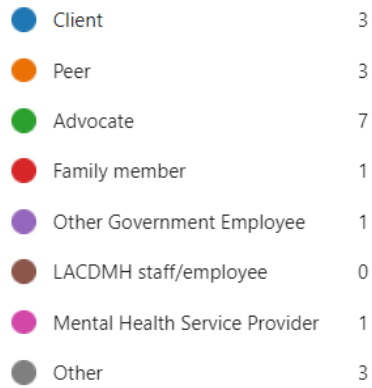 Client 3
Peer 3
Advocate 7
Family member 1
Other Government Employee 1
LACDMH staff/employee 0
Mental Health Service Provider 1
Other 3